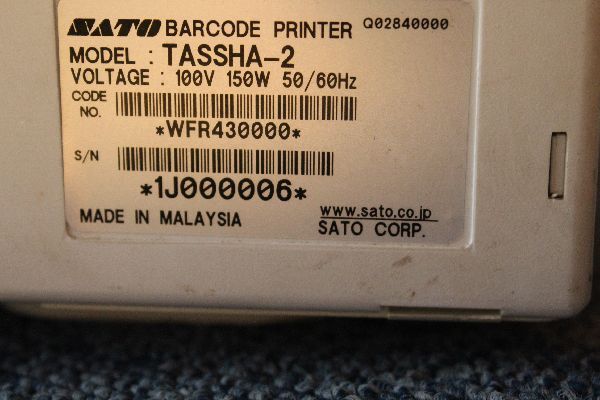 SATO BARCODE PRINTER Q02840000
MODEL : TASSHA-2
VOLTAGE : 100V 150W 50/60Hz
CODE NO. *WFR430000*
S/N *1J000006*
MADE IN MALAYSIA
www.sato.co.jp
SATO CORP.